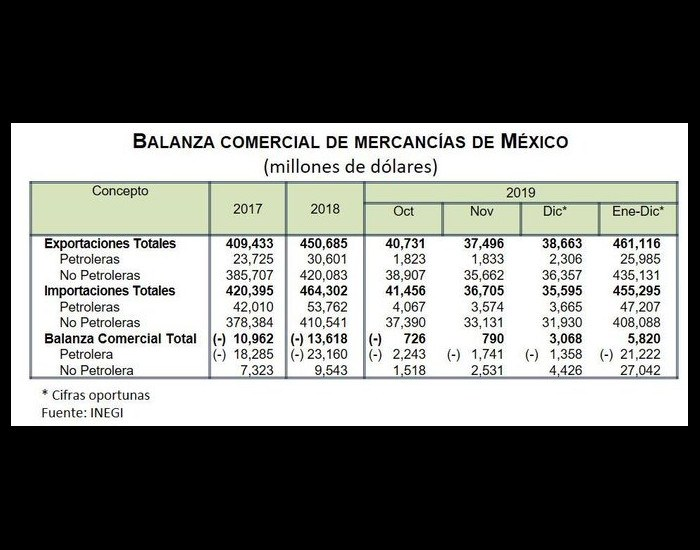 BALANZA COMERCIAL DE MERCANCÍAS DE MÉXICO
(millones de dólares)
Concepto 2017 2018 2019
Oct Nov Dic* Ene-Dic*
Exportaciones Totales 409,433 450,685 40,731 37,496 38,663 461,116
Petroleras 23,725 30,601 1,823 1,833 2,306 25,985
No Petroleras 385,707 420,083 38,907 35,662 36,357 435,131
Importaciones Totales 420,395 464,302 41,456 36,705 35,595 455,295
Petroleras 42,010 53,762 4,067 3,574 3,665 47,207
No Petroleras 378,384 410,541 37,390 33,131 31,930 408,088
Balanza Comercial Total (-) 10,962 (-) 13,618 (-) 726 790 3,068 5,820
Petrolera (-) 18,285 (-) 23,160 (-) 2,243 (-) 1,741 (-) 1,358 (-) 21,222
No Petrolera 7,323 9,543 1,518 2,531 4,426 27,042
* Cifras oportunas
Fuente: INEGI